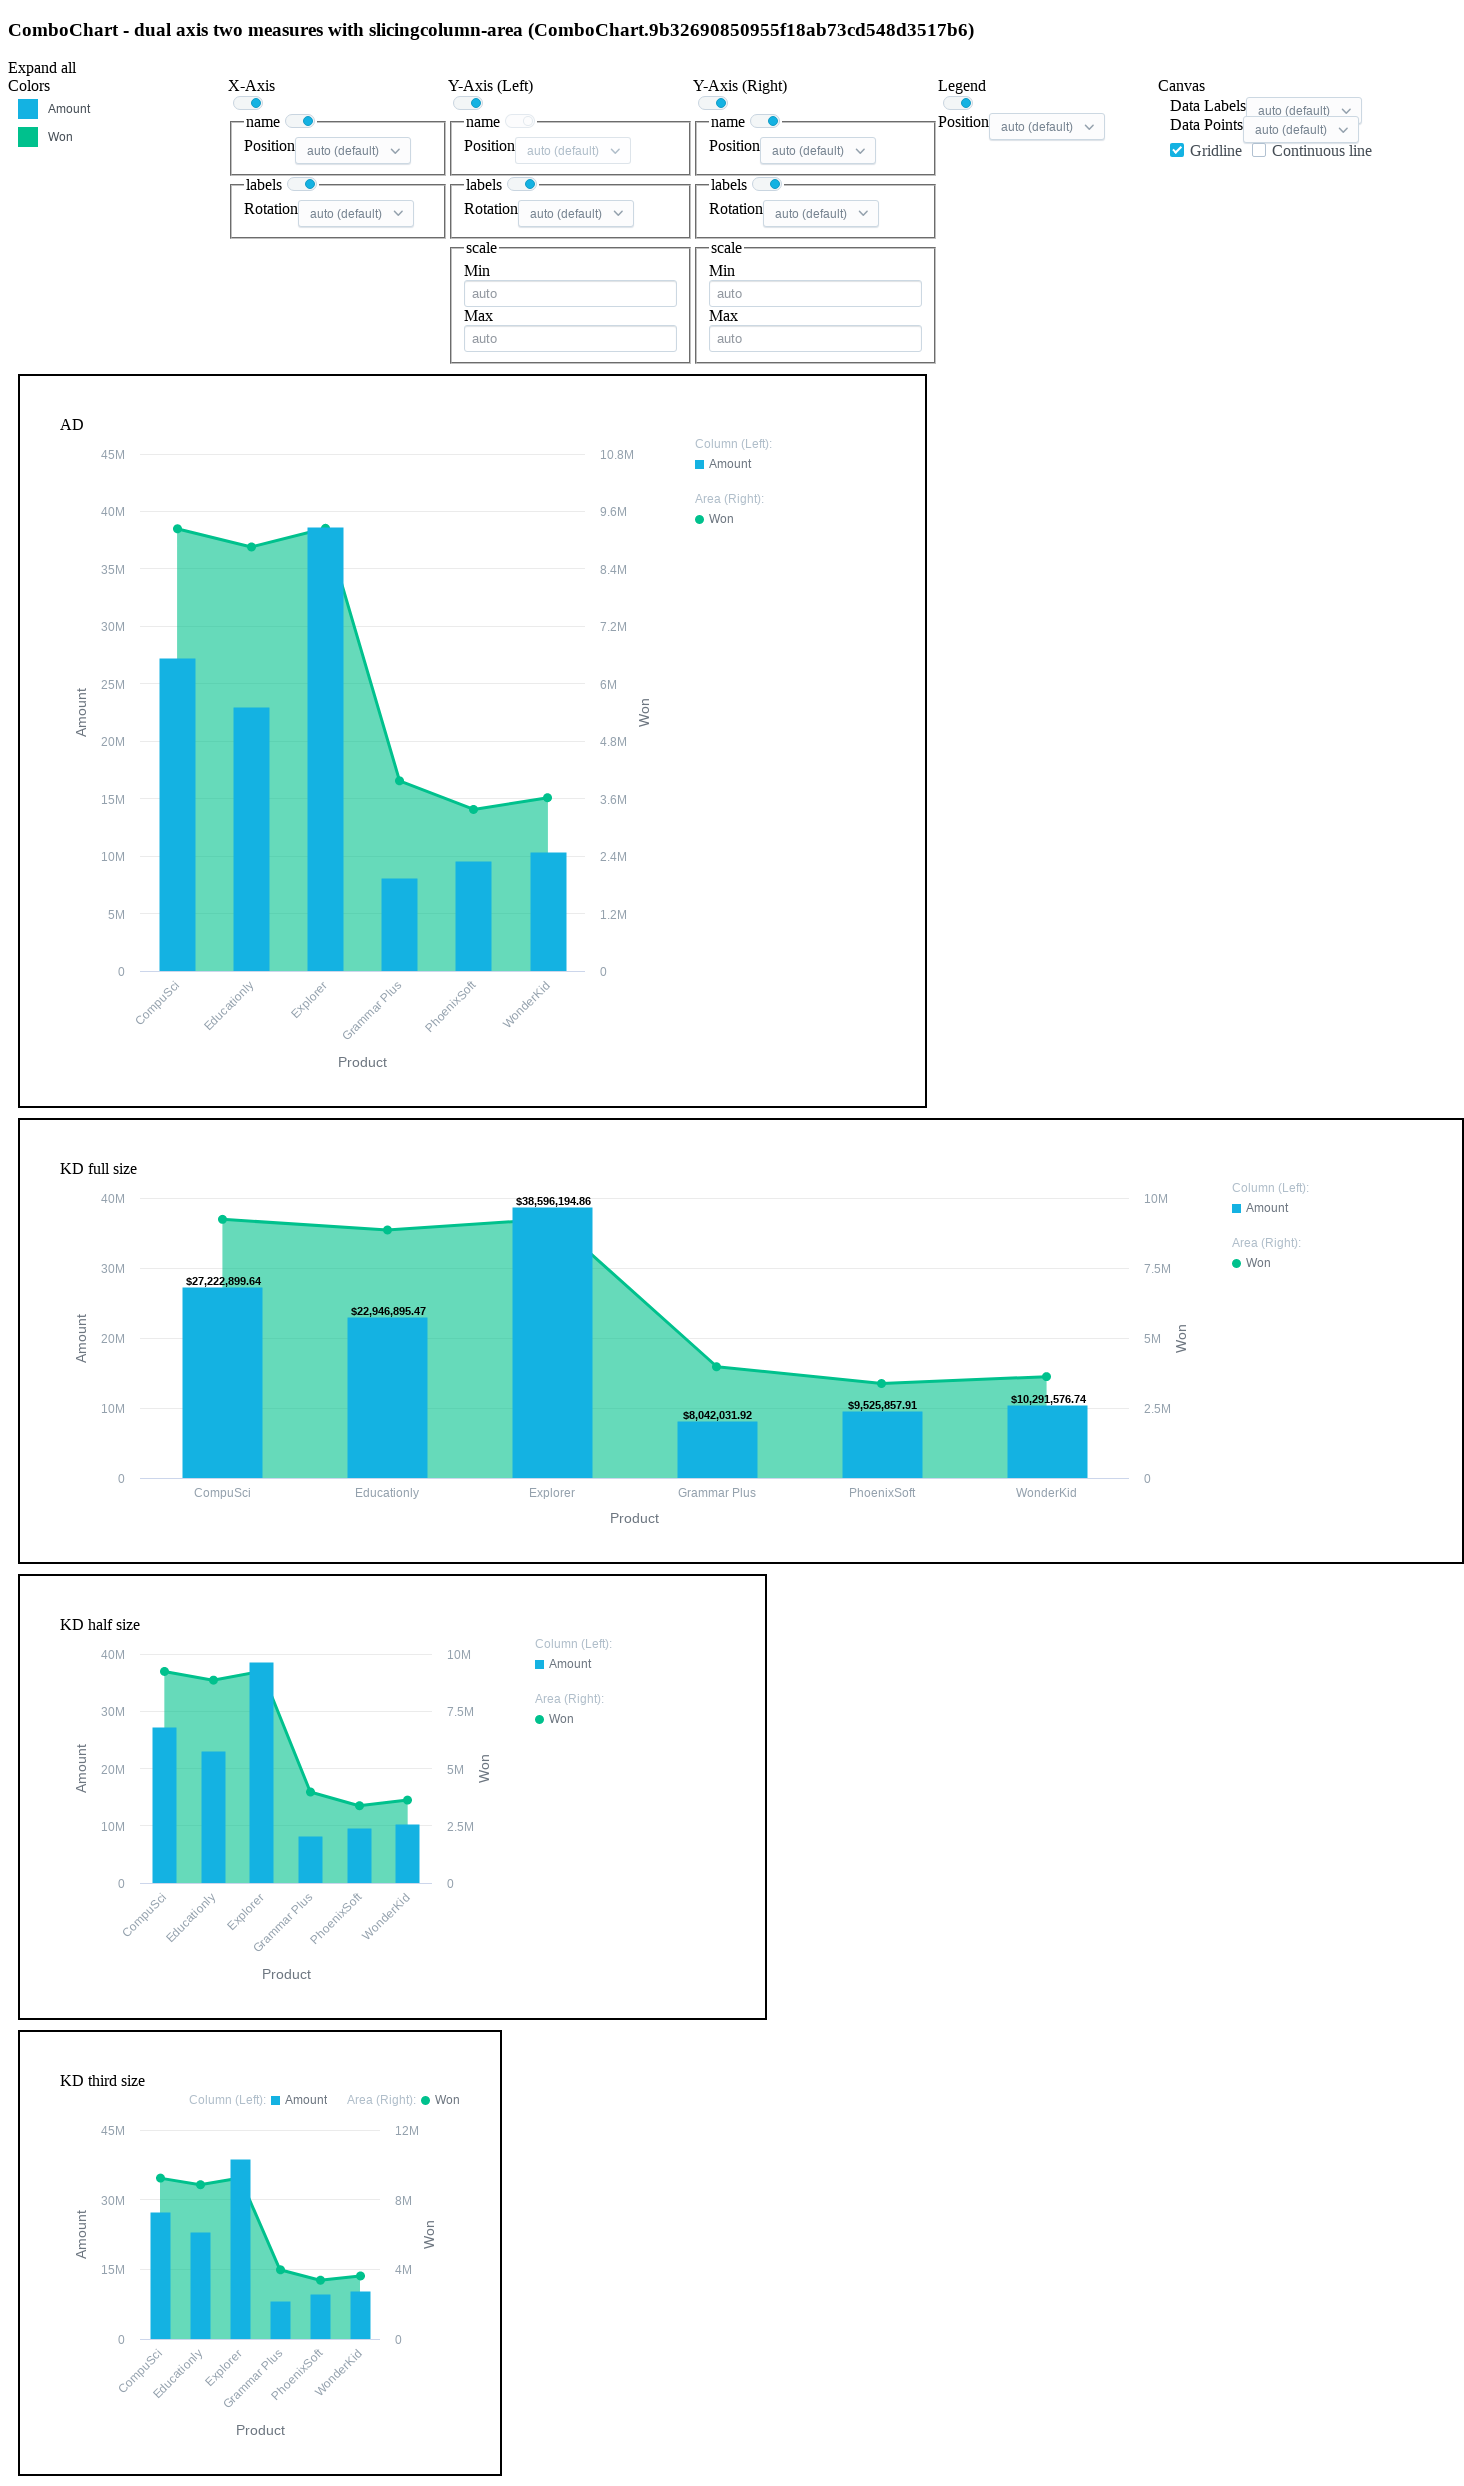 ComboChart - dual axis two measures with slicingcolumn-area (ComboChart.9b32690850955f18ab73cd548d3517b6)
Expand all
Colors
Amount
Won
X-Axis
name
Position auto (default)
labels
Rotation auto (default)
Y-Axis (Left)
name
Position auto (default)
labels
Rotation auto (default)
scale
Min
auto
Max
auto
Y-Axis (Right)
name
Position auto (default)
labels
Rotation auto (default)
scale
Min
auto
Max
auto
Legend
Position auto (default)
Canvas
Data Labels auto (default)
Data Points auto (default)
Gridline Continuous line
AD
45M
40M
35M
30M
25M
20M
15M
10M
5M
0
Amount
10.8M
9.6M
8.4M
7.2M
6M
4.8M
3.6M
2.4M
1.2M
0
Won
CompuSci
Educationly
Explorer
Grammar Plus
PhoenixSoft
WonderKid
Product
Column (Left):
Amount
Area (Right):
Won
KD full size
40M
30M
20M
10M
0
Amount
$27,222,899.64
$22,946,895.47
$38,596,194.86
$8,042,031.92
$9,525,857.91
$10,291,576.74
10M
7.5M
5M
2.5M
0
Won
CompuSci
Educationly
Explorer
Grammar Plus
PhoenixSoft
WonderKid
Product
Column (Left):
Amount
Area (Right):
Won
KD half size
40M
30M
20M
10M
0
Amount
10M
7.5M
5M
2.5M
0
Won
CompuSci
Educationly
Explorer
Grammar Plus
PhoenixSoft
WonderKid
Product
Column (Left):
Amount
Area (Right):
Won
KD third size
Column (Left): Amount Area (Right): Won
45M
30M
15M
0
Amount
12M
8M
4M
0
Won
CompuSci
Educationly
Explorer
Grammar Plus
PhoenixSoft
WonderKid
Product